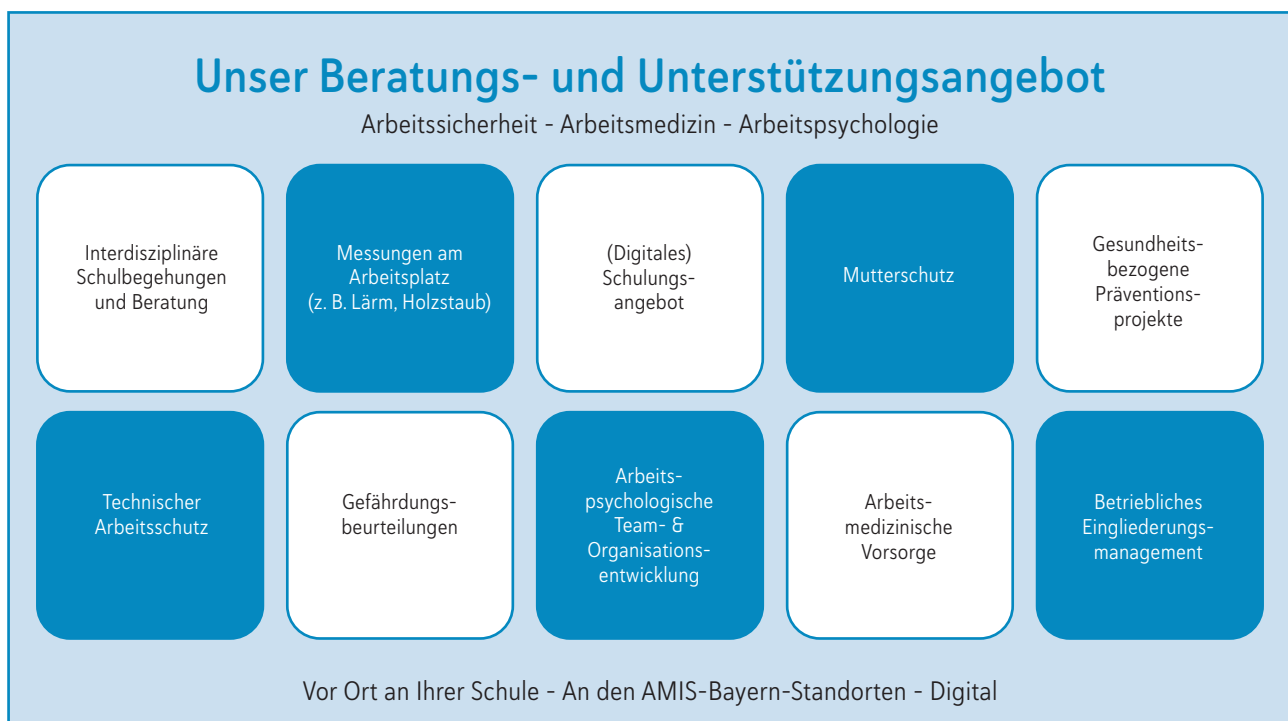 Unser Beratungs- und Unterstützungsangebot
Arbeitssicherheit - Arbeitsmedizin - Arbeitspsychologie
Interdisziplinäre
Schulbegehungen
und Beratung
Messungen am
Arbeitsplatz
(z. B. Lärm, Holzstaub)
(Digitales)
Schulungs-
angebot
Mutterschutz
Gesundheits-
bezogene
Präventions-
projekte
Technischer
Arbeitsschutz
Gefährdungs-
beurteilungen
Arbeits-
psychologische
Team- &
Organisations-
entwicklung
Arbeits-
medizinische
Vorsorge
Betriebliches
Eingliederungs-
management
Vor Ort an Ihrer Schule - An den AMIS-Bayern-Standorten - Digital